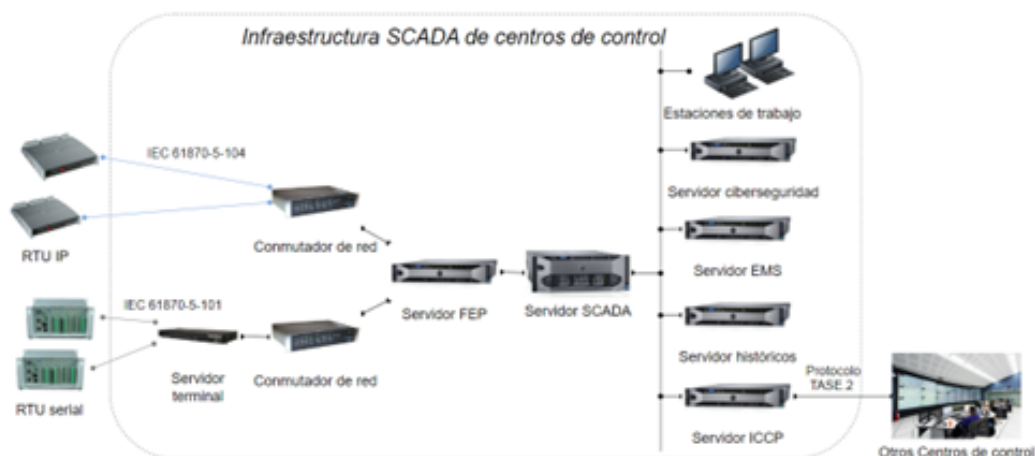 Infraestructura SCADA de centros de control
Estaciones de trabajo
IEC 61870-5-104
Servidor ciberseguridad
RTU IP
Conmutador de red
Servidor EMS
IEC 61870-5-101
Servidor FEP
Servidor SCADA
Servidor históricos
Servidor
terminal
Conmutador de red
RTU serial
Protocolo
TASE.2
Servidor ICCP
Otros Centros de control